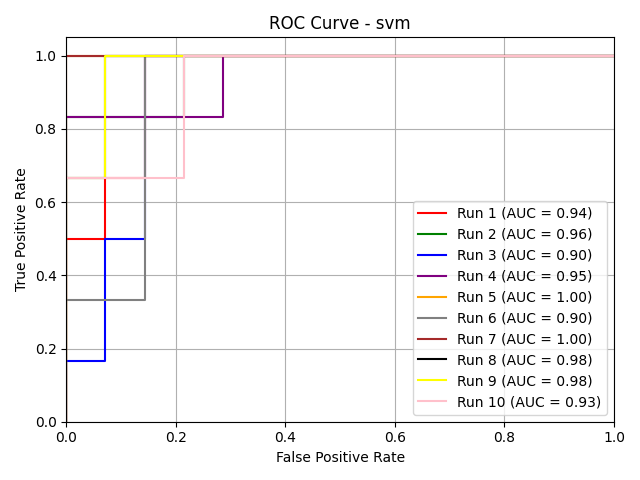 ROC Curve - svm
True Positive Rate
1.0
0.8
0.6
0.4
0.2
0.0
0.0 0.2 0.4 0.6 0.8 1.0
False Positive Rate
Run 1 (AUC = 0.94)
Run 2 (AUC = 0.96)
Run 3 (AUC = 0.90)
Run 4 (AUC = 0.95)
Run 5 (AUC = 1.00)
Run 6 (AUC = 0.90)
Run 7 (AUC = 1.00)
Run 8 (AUC = 0.98)
Run 9 (AUC = 0.98)
Run 10 (AUC = 0.93)